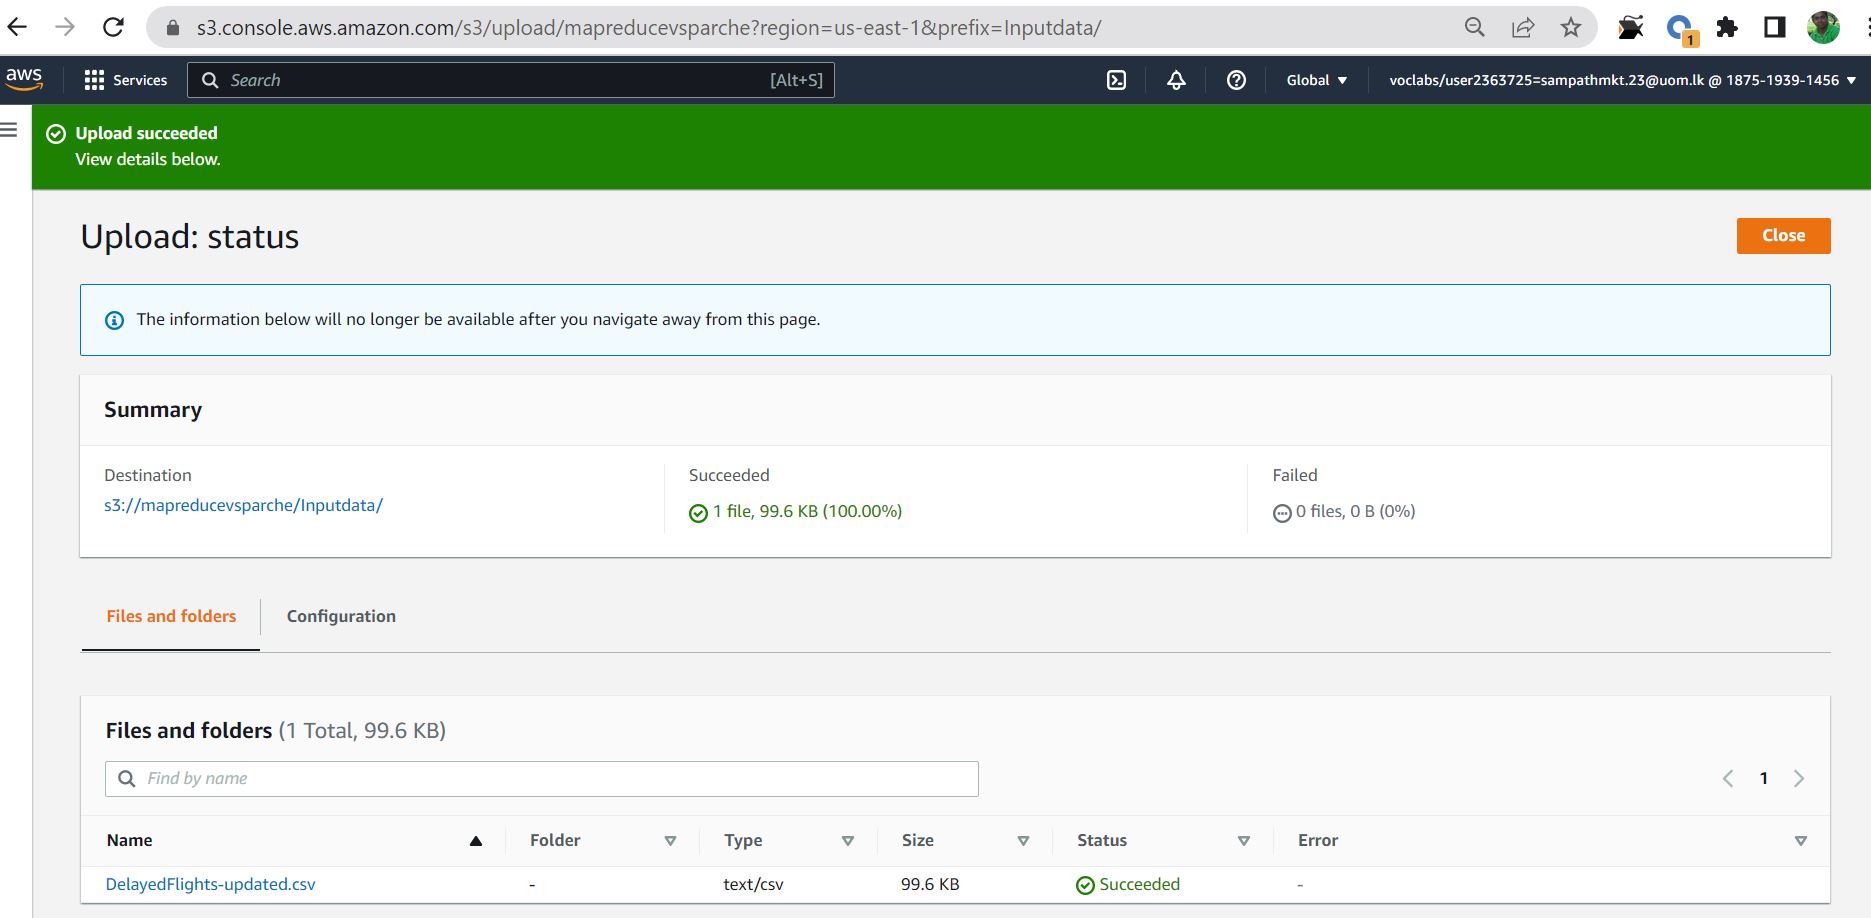 s3.console.aws.amazon.com/s3/upload/mapreducevsparche?region=us-east-1&prefix=Inputdata/
1
aws
Services
Search
[Alt+S]
Global
voclabs/user2363725=sampathmkt.23@uom.lk @ 1875-1939-1456
Upload succeeded
View details below.
Upload: status
Close
The information below will no longer be available after you navigate away from this page.
Summary
Destination
s3://mapreducevsparche/Inputdata/
Succeeded
1 file, 99.6 KB (100.00%)
Failed
0 files, 0 B (0%)
Files and folders
Configuration
Files and folders (1 Total, 99.6 KB)
Find by name
1
Name Folder Type Size Status Error
DelayedFlights-updated.csv - text/csv 99.6 KB Succeeded -